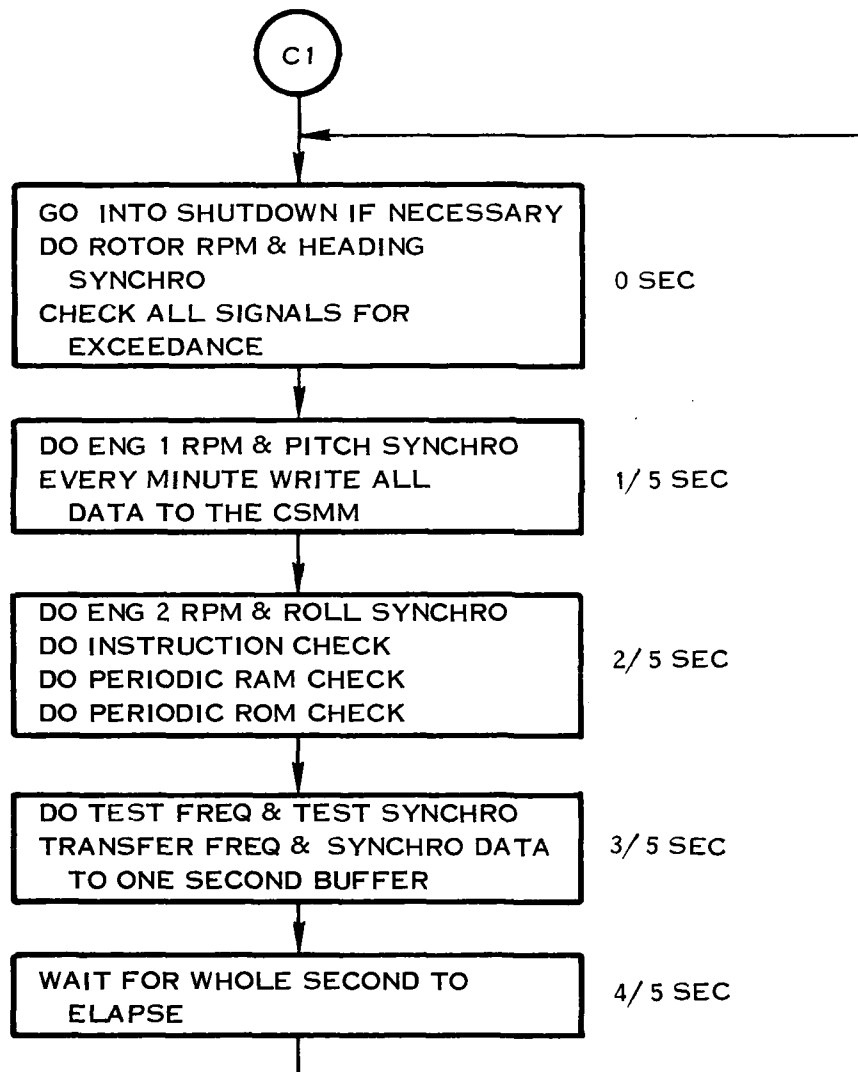 C1
GO INTO SHUTDOWN IF NECESSARY
DO ROTOR RPM & HEADING
SYNCHRO
CHECK ALL SIGNALS FOR
EXCEEDANCE
0 SEC
DO ENG 1 RPM & PITCH SYNCHRO
EVERY MINUTE WRITE ALL
DATA TO THE CSMM
1/5 SEC
DO ENG 2 RPM & ROLL SYNCHRO
DO INSTRUCTION CHECK
DO PERIODIC RAM CHECK
DO PERIODIC ROM CHECK
2/5 SEC
DO TEST FREQ & TEST SYNCHRO
TRANSFER FREQ & SYNCHRO DATA
TO ONE SECOND BUFFER
3/5 SEC
WAIT FOR WHOLE SECOND TO
ELAPSE
4/5 SEC